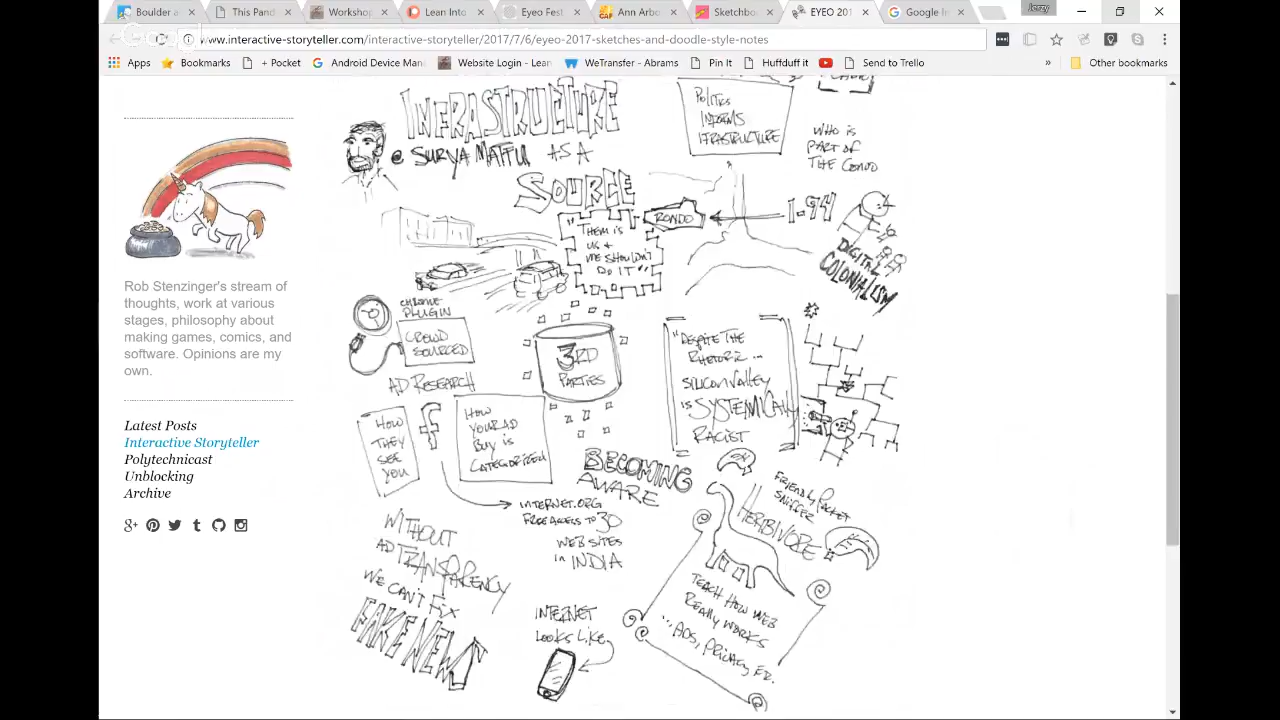 Boulder a
This Pand
Workshop
Lean Into
Eyeo Fest
Ann Arbo
Sketchbo
EYEO 201
Google In
Jerzy
www.interactive-storyteller.com/interactive-storyteller/2017/7/6/eyeo-2017-sketches-and-doodle-style-notes
Apps
Bookmarks
+ Pocket
Android Device Man
Website Login - Lear
WeTransfer - Abrams
Pin It
Huffduff it
Send to Trello
»
Other bookmarks
Rob Stenzinger's stream of
thoughts, work at various
stages, philosophy about
making games, comics, and
software. Opinions are my
own.
Latest Posts
Interactive Storyteller
Polytechnicast
Unblocking
Archive
INFRASTRUCTURE
@ SURYA MATTU AS A
SOURCE
POLITICS
INFORMS
IFRASTRUCTURE
WHO IS
PART OF
THE
"THEM IS
US &
WE SHOULDN'T
DO IT"
RONDO
I-94
DIGITAL
COLONIALISM
CHROME
PLUGIN
CROWD
SOURCED
AD RESEARCH
3RD
PARTIES
"DESPITE THE
RHETORIC...
SILICON VALLEY
IS SYSTEMICALLY
RACIST
HOW
THEY
SEE
YOU
f
HOW
YOUR AD
BUY IS
CATEGORIZED
BECOMING
AWARE
INTERNET.ORG
FREE ACCESS TO 30
WEB SITES
in INDIA
FRIENDLY POCKET
SNIFFER
HERBIVORE
WITHOUT
AD TRANSPARENCY
WE CAN'T FIX
FAKE NEWS
INTERNET
LOOKS LIKE
TEACH HOW WEB
REALLY WORKS
... ADS, PRIVACY, ER.